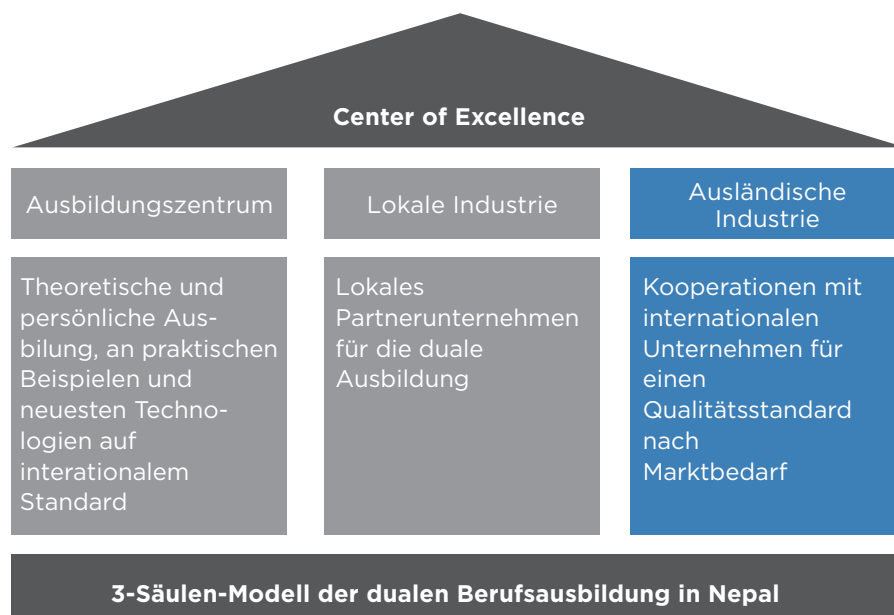 Center of Excellence
Ausbildungszentrum
Theoretische und
persönliche Aus-
bilung, an praktischen
Beispielen und
neuesten Techno-
logien auf
interationalem
Standard
Lokale Industrie
Lokales
Partnerunternehmen
für die duale
Ausbildung
Ausländische
Industrie
Kooperationen mit
internationalen
Unternehmen für
einen
Qualitätsstandard
nach
Marktbedarf
3-Säulen-Modell der dualen Berufsausbildung in Nepal